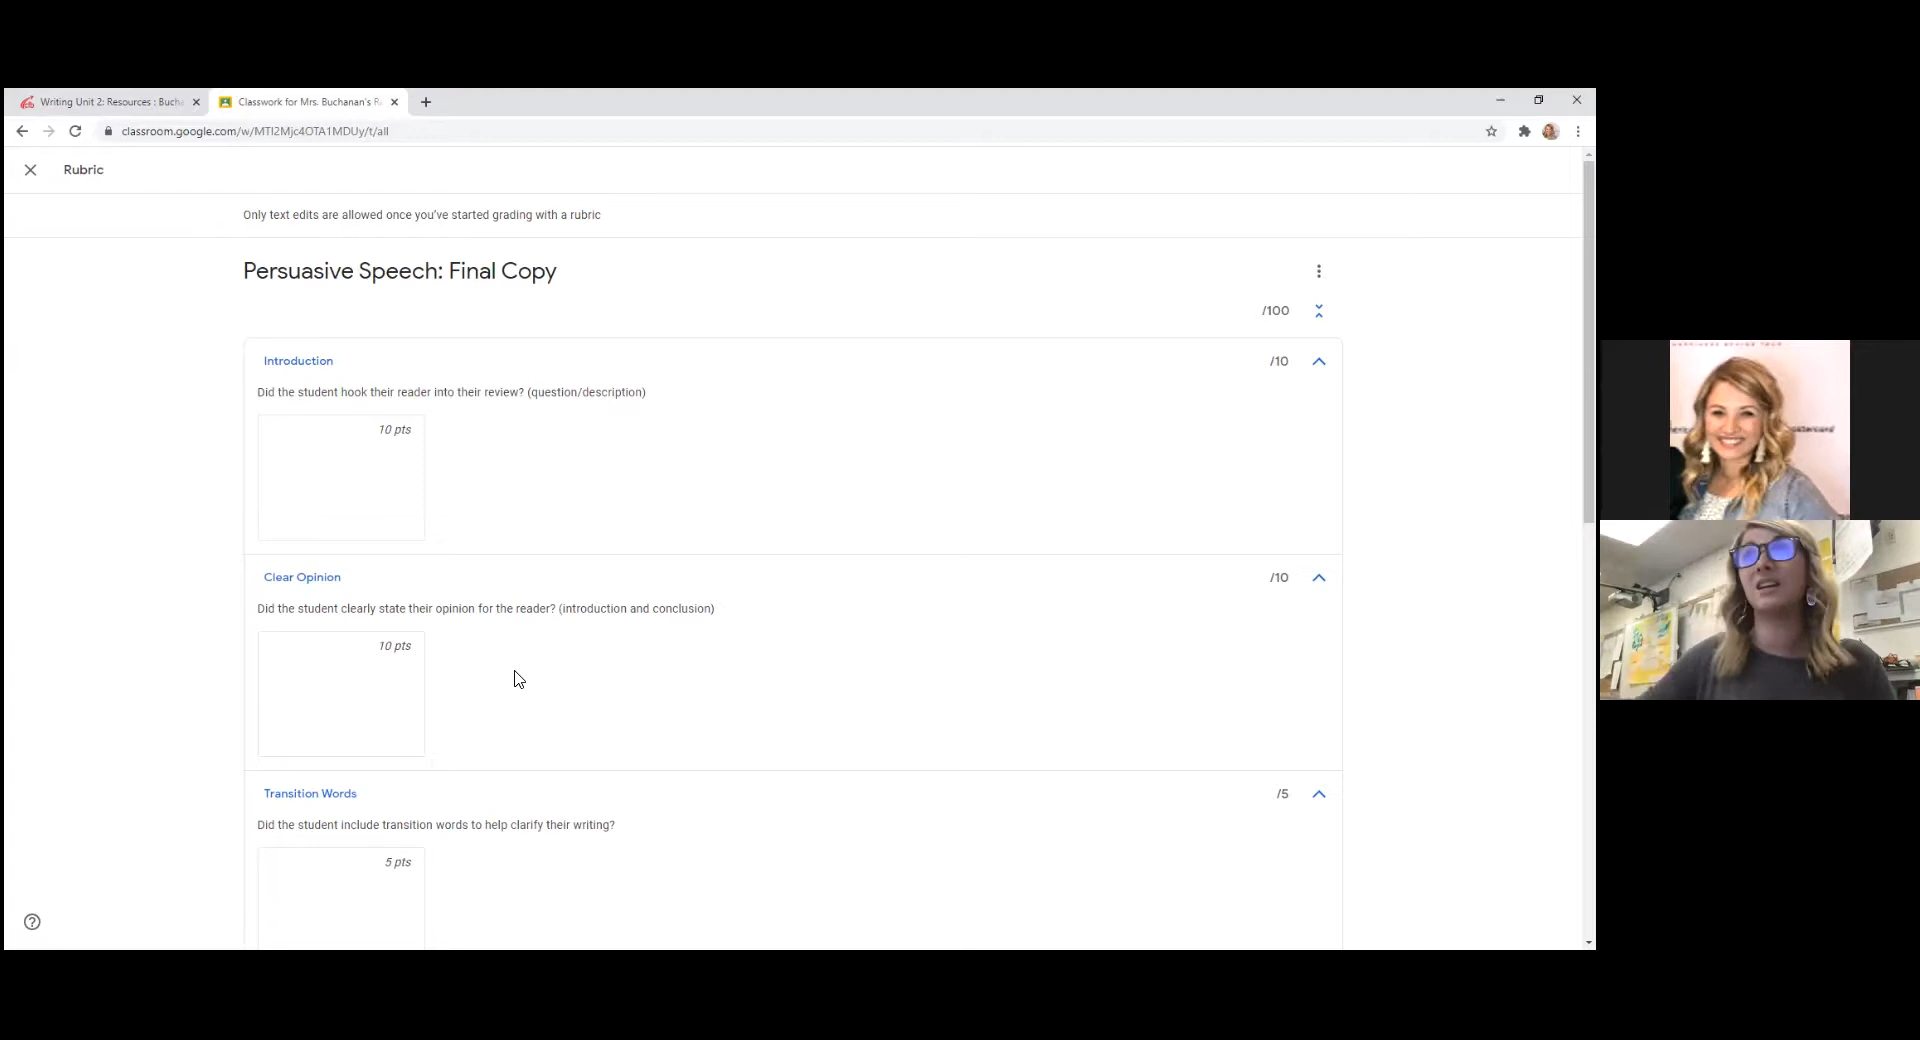 Writing Unit 2: Resources : Bucha
Classwork for Mrs. Buchanan's R
classroom.google.com/w/MTI2Mjc4OTA1MDUy/t/all
Rubric
Only text edits are allowed once you've started grading with a rubric
Persuasive Speech: Final Copy
/100
Introduction
/10
Did the student hook their reader into their review? (question/description)
10 pts
Clear Opinion
/10
Did the student clearly state their opinion for the reader? (introduction and conclusion)
10 pts
Transition Words
/5
Did the student include transition words to help clarify their writing?
5 pts